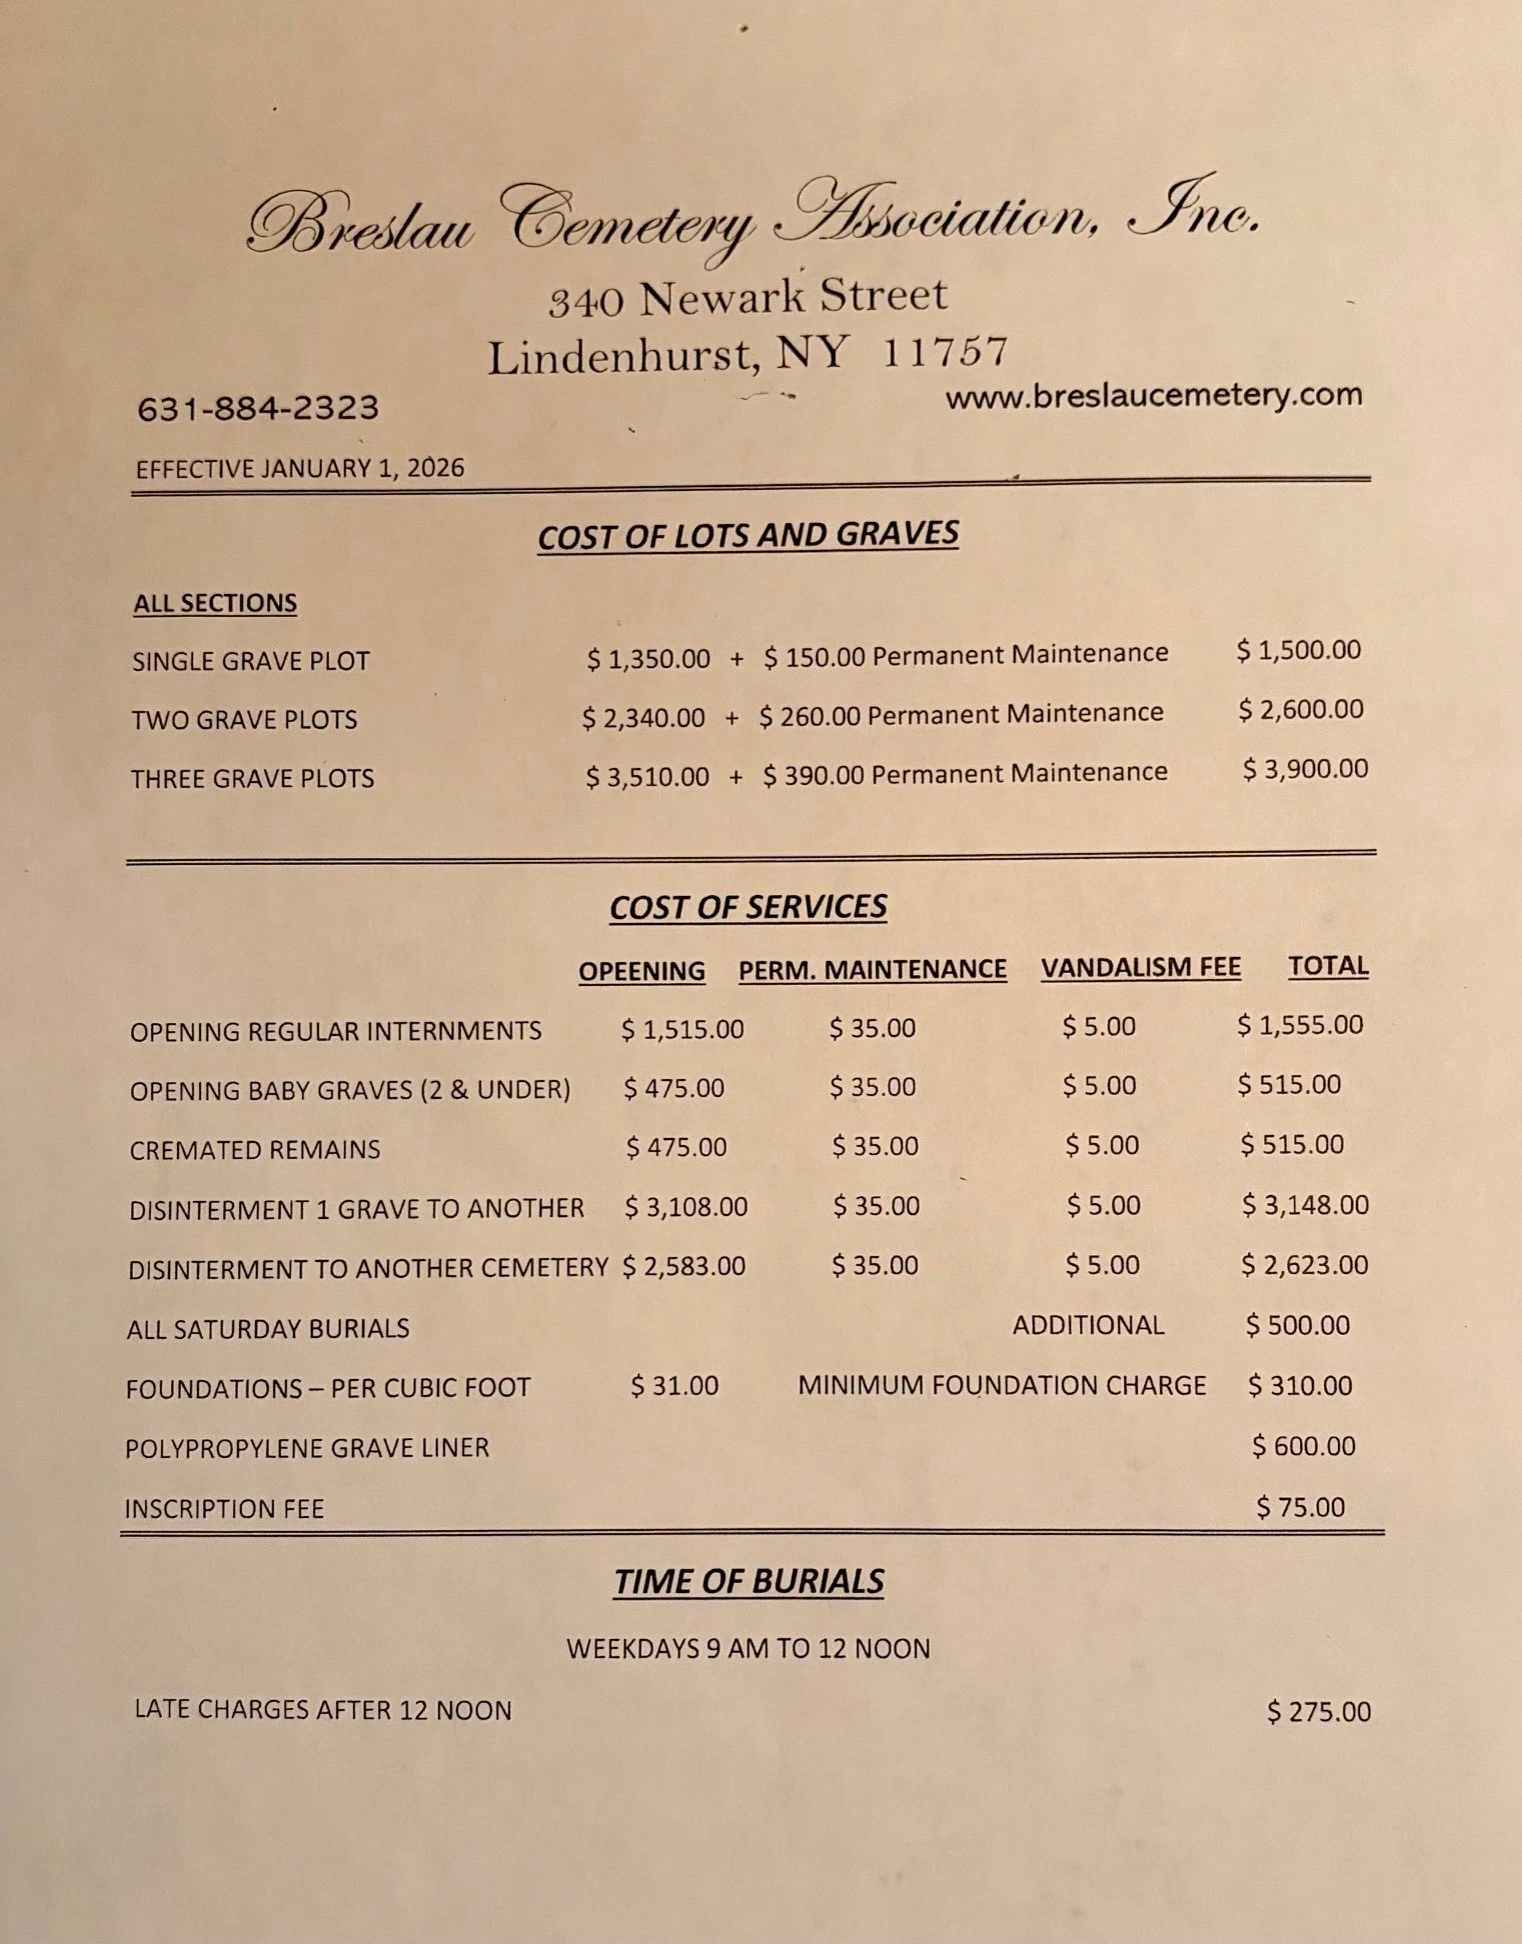 Breslau Cemetery Association, Inc.
340 Newark Street
Lindenhurst, NY 11757
631-884-2323 www.breslaucemetery.com
EFFECTIVE JANUARY 1, 2026
COST OF LOTS AND GRAVES
ALL SECTIONS
SINGLE GRAVE PLOT $ 1,350.00 + $ 150.00 Permanent Maintenance $ 1,500.00
TWO GRAVE PLOTS $ 2,340.00 + $ 260.00 Permanent Maintenance $ 2,600.00
THREE GRAVE PLOTS $ 3,510.00 + $ 390.00 Permanent Maintenance $ 3,900.00
COST OF SERVICES
OPEENING PERM. MAINTENANCE VANDALISM FEE TOTAL
OPENING REGULAR INTERNMENTS $ 1,515.00 $ 35.00 $ 5.00 $ 1,555.00
OPENING BABY GRAVES (2 & UNDER) $ 475.00 $ 35.00 $ 5.00 $ 515.00
CREMATED REMAINS $ 475.00 $ 35.00 $ 5.00 $ 515.00
DISINTERMENT 1 GRAVE TO ANOTHER $ 3,108.00 $ 35.00 $ 5.00 $ 3,148.00
DISINTERMENT TO ANOTHER CEMETERY $ 2,583.00 $ 35.00 $ 5.00 $ 2,623.00
ALL SATURDAY BURIALS ADDITIONAL $ 500.00
FOUNDATIONS – PER CUBIC FOOT $ 31.00 MINIMUM FOUNDATION CHARGE $ 310.00
POLYPROPYLENE GRAVE LINER $ 600.00
INSCRIPTION FEE $ 75.00
TIME OF BURIALS
WEEKDAYS 9 AM TO 12 NOON
LATE CHARGES AFTER 12 NOON $ 275.00